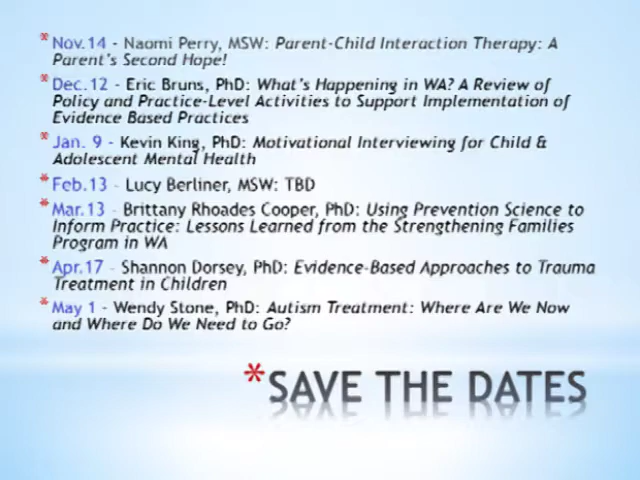 * Nov.14 - Naomi Perry, MSW: Parent-Child Interaction Therapy: A
Parent's Second Hope!
* Dec.12 - Eric Bruns, PhD: What's Happening in WA? A Review of
Policy and Practice-Level Activities to Support Implementation of
Evidence Based Practices
* Jan. 9 - Kevin King, PhD: Motivational Interviewing for Child &
Adolescent Mental Health
* Feb.13 - Lucy Berliner, MSW: TBD
* Mar.13 - Brittany Rhoades Cooper, PhD: Using Prevention Science to
Inform Practice: Lessons Learned from the Strengthening Families
Program in WA
* Apr.17 - Shannon Dorsey, PhD: Evidence-Based Approaches to Trauma
Treatment in Children
* May 1 - Wendy Stone, PhD: Autism Treatment: Where Are We Now
and Where Do We Need to Go?
*SAVE THE DATES